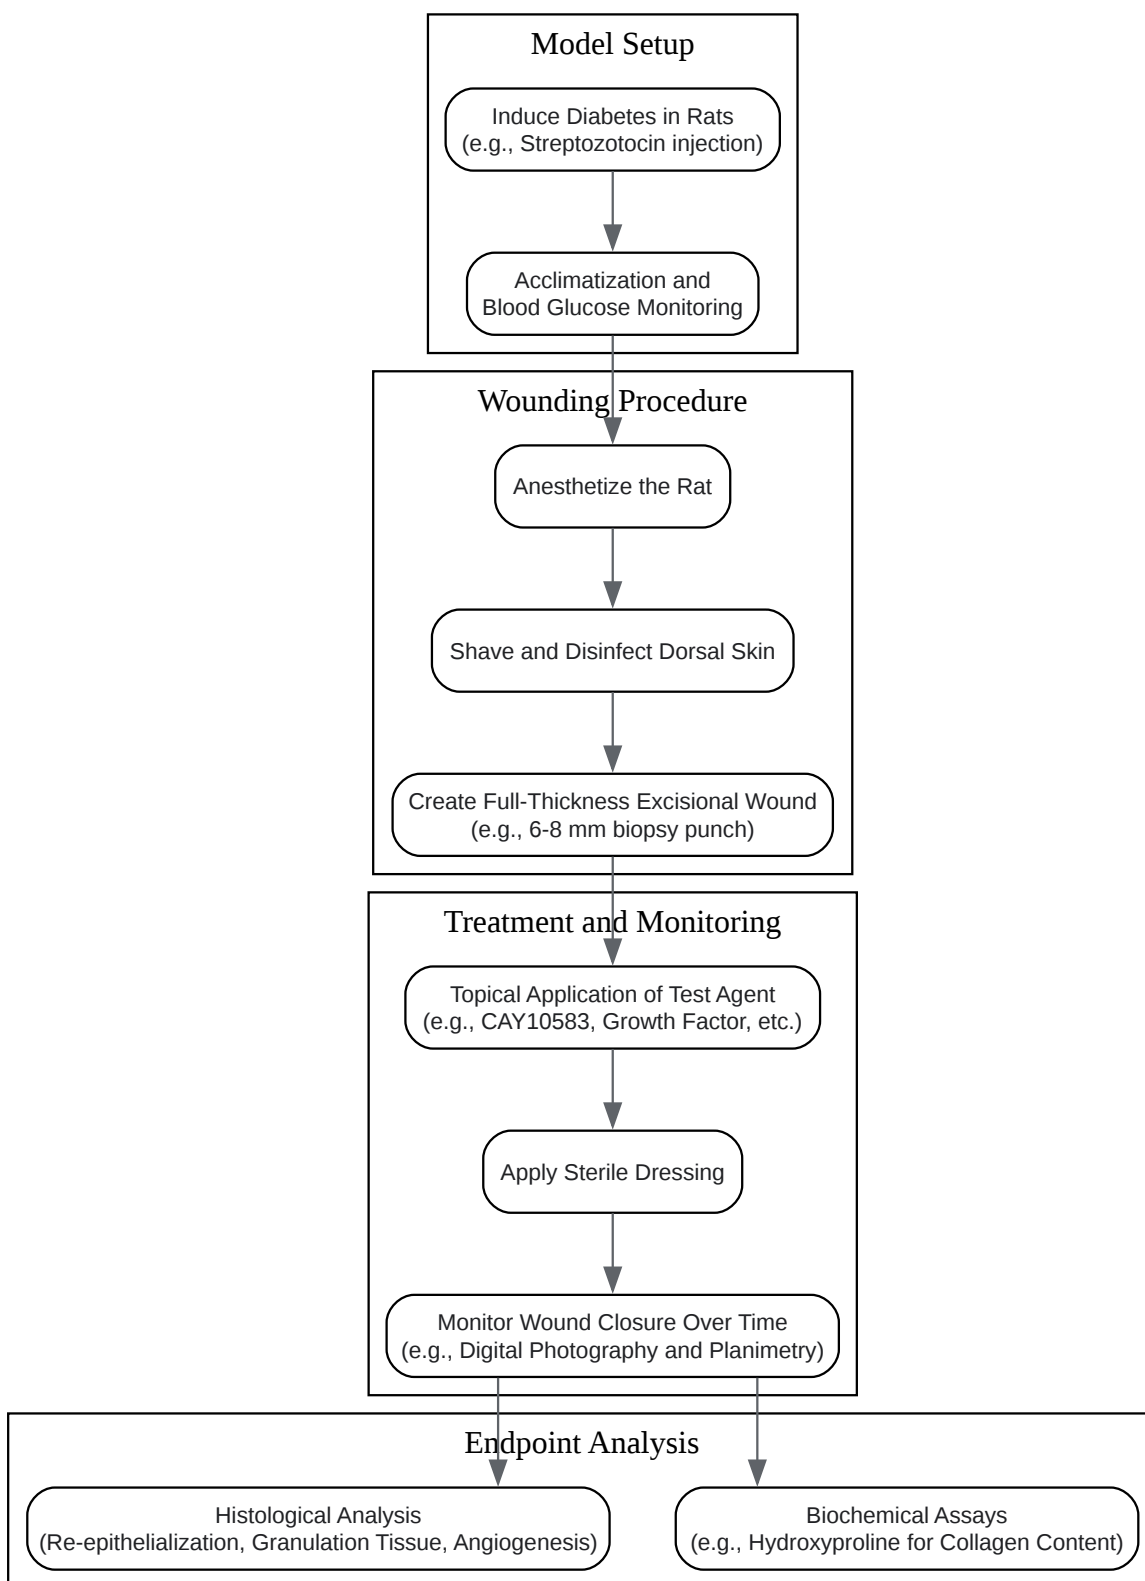 Model Setup
Induce Diabetes in Rats
(e.g., Streptozotocin injection)
Acclimatization and
Blood Glucose Monitoring
Wounding Procedure
Anesthetize the Rat
Shave and Disinfect Dorsal Skin
Create Full-Thickness Excisional Wound
(e.g., 6-8 mm biopsy punch)
Treatment and Monitoring
Topical Application of Test Agent
(e.g., CAY10583, Growth Factor, etc.)
Apply Sterile Dressing
Monitor Wound Closure Over Time
(e.g., Digital Photography and Planimetry)
Endpoint Analysis
Histological Analysis
(Re-epithelialization, Granulation Tissue, Angiogenesis)
Biochemical Assays
(e.g., Hydroxyproline for Collagen Content)